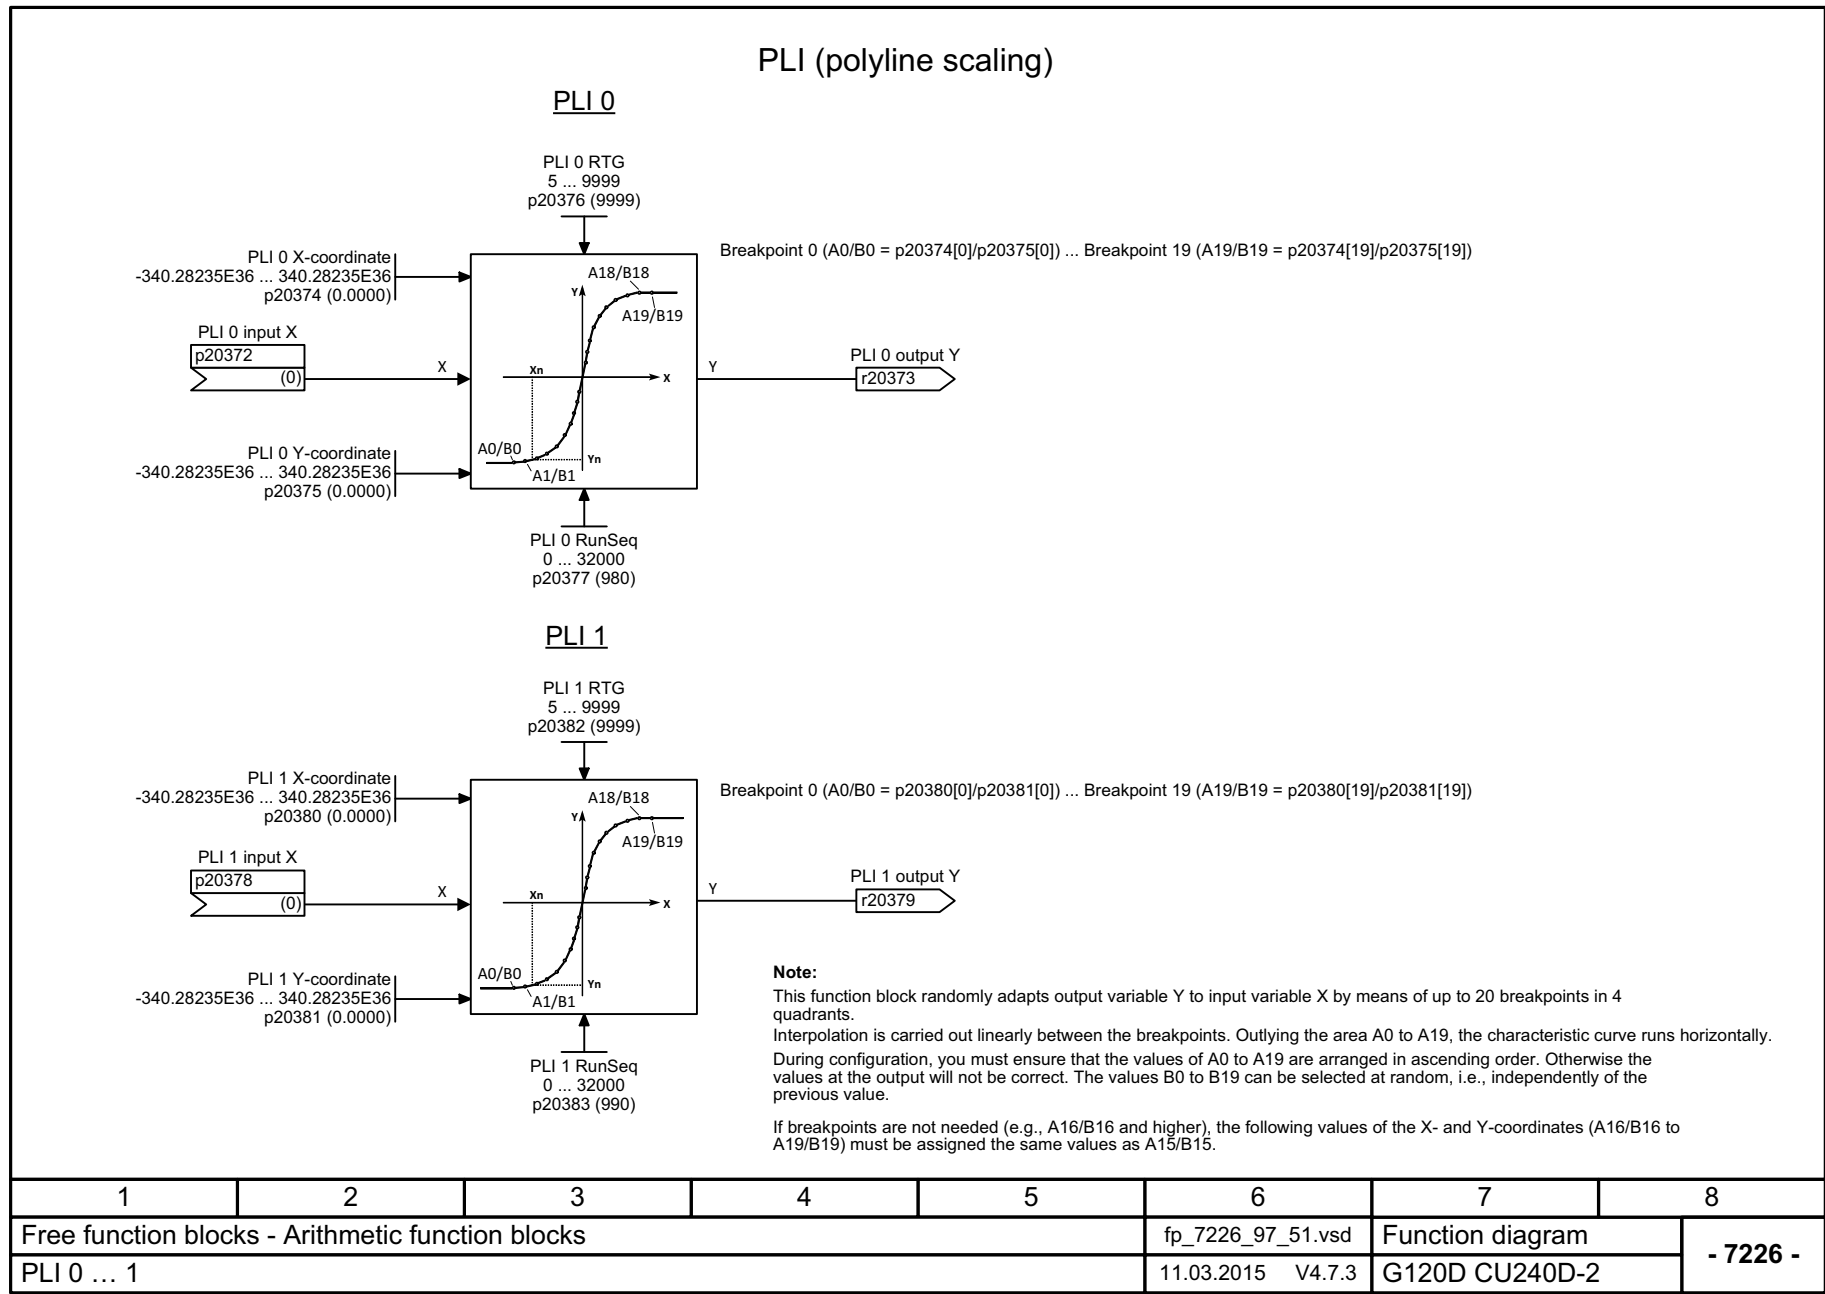 PLI (polyline scaling)
PLI 0
PLI 0 RTG
5 ... 9999
p20376 (9999)
PLI 0 X-coordinate
-340.28235E36 ... 340.28235E36
p20374 (0.0000)
Breakpoint 0 (A0/B0 = p20374[0]/p20375[0]) ... Breakpoint 19 (A19/B19 = p20374[19]/p20375[19])
A18/B18
Y
A19/B19
PLI 0 input X
p20372
(0)
X
Xn
X
Y
PLI 0 output Y
r20373
PLI 0 Y-coordinate
-340.28235E36 ... 340.28235E36
p20375 (0.0000)
A0/B0
Yn
A1/B1
PLI 0 RunSeq
0 ... 32000
p20377 (980)
PLI 1
PLI 1 RTG
5 ... 9999
p20382 (9999)
PLI 1 X-coordinate
-340.28235E36 ... 340.28235E36
p20380 (0.0000)
Breakpoint 0 (A0/B0 = p20380[0]/p20381[0]) ... Breakpoint 19 (A19/B19 = p20380[19]/p20381[19])
A18/B18
Y
A19/B19
PLI 1 input X
p20378
(0)
X
Xn
X
Y
PLI 1 output Y
r20379
PLI 1 Y-coordinate
-340.28235E36 ... 340.28235E36
p20381 (0.0000)
A0/B0
Yn
A1/B1
PLI 1 RunSeq
0 ... 32000
p20383 (990)
Note:
This function block randomly adapts output variable Y to input variable X by means of up to 20 breakpoints in 4
quadrants.
Interpolation is carried out linearly between the breakpoints. Outlying the area A0 to A19, the characteristic curve runs horizontally.
During configuration, you must ensure that the values of A0 to A19 are arranged in ascending order. Otherwise the
values at the output will not be correct. The values B0 to B19 can be selected at random, i.e., independently of the
previous value.
If breakpoints are not needed (e.g., A16/B16 and higher), the following values of the X- and Y-coordinates (A16/B16 to
A19/B19) must be assigned the same values as A15/B15.
1 2 3 4 5 6 7 8
Free function blocks - Arithmetic function blocks
fp_7226_97_51.vsd
Function diagram
- 7226 -
PLI 0 … 1
11.03.2015 V4.7.3
G120D CU240D-2